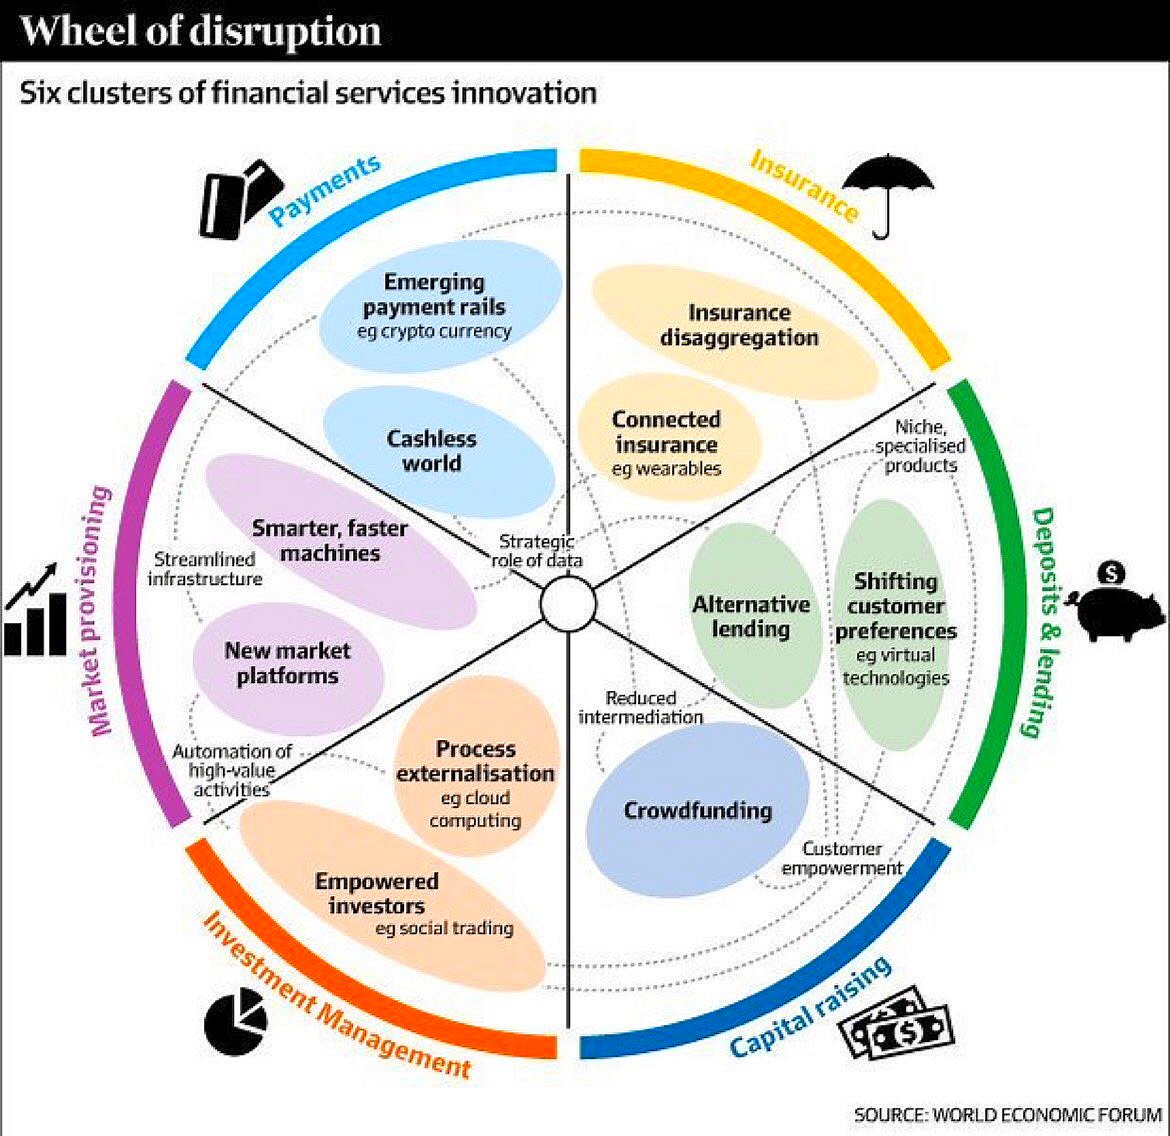 Wheel of disruption
Six clusters of financial services innovation
Payments
Insurance
Emerging
payment rails
eg crypto currency
Insurance
disaggregation
Cashless
world
Connected
insurance
eg wearables
Niche,
specialised
products
Smarter, faster
machines
Strategic
role of data
Streamlined
infrastructure
Market provisioning
Deposits & lending
$
Alternative
lending
Shifting
customer
preferences
eg virtual
technologies
New market
platforms
Reduced
intermediation
Automation of
high-value
activities
Process
externalisation
eg cloud
computing
Crowdfunding
Customer
empowerment
Empowered
investors
eg social trading
Investment Management
Capital raising
$
SOURCE: WORLD ECONOMIC FORUM